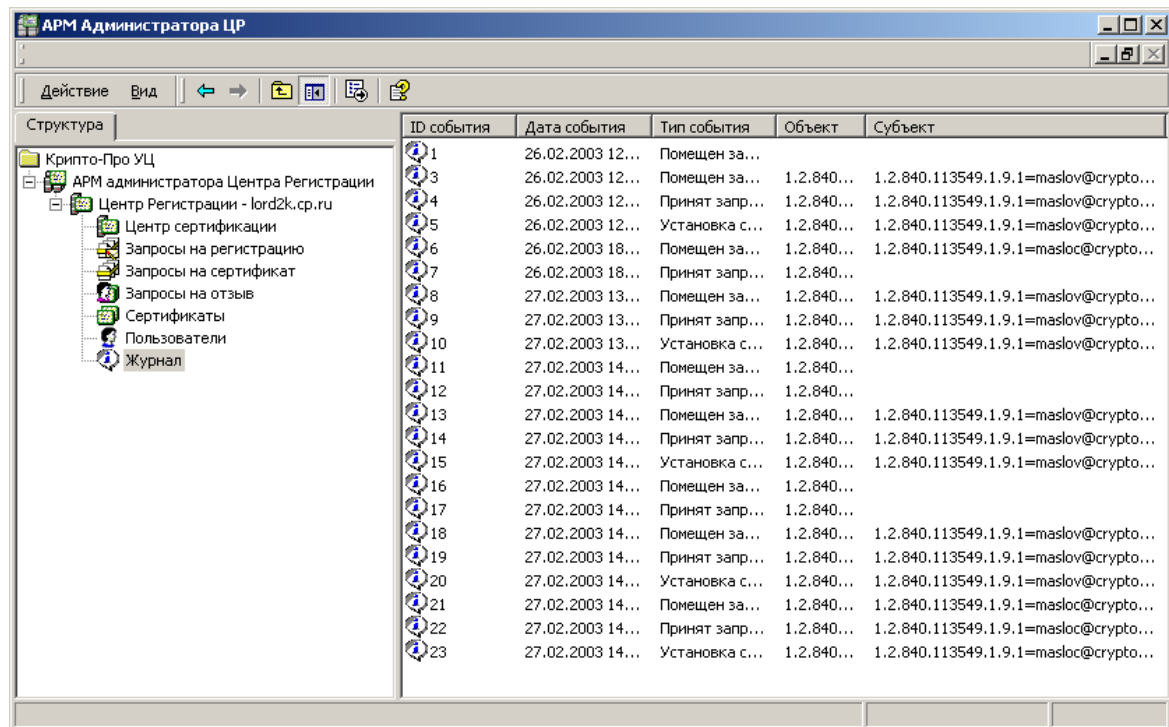 АРМ Администратора ЦР
Действие Вид
Структура
Крипто-Про УЦ
АРМ администратора Центра Регистрации
Центр Регистрации - lord2k.cp.ru
Центр сертификации
Запросы на регистрацию
Запросы на сертификат
Запросы на отзыв
Сертификаты
Пользователи
Журнал
ID события Дата события Тип события Объект Субъект
1 26.02.2003 12... Помещен за...
3 26.02.2003 12... Помещен за... 1.2.840... 1.2.840.113549.1.9.1=maslov@crypto...
4 26.02.2003 12... Принят запр... 1.2.840... 1.2.840.113549.1.9.1=maslov@crypto...
5 26.02.2003 12... Установка с... 1.2.840... 1.2.840.113549.1.9.1=maslov@crypto...
6 26.02.2003 18... Помещен за... 1.2.840... 1.2.840.113549.1.9.1=masloc@crypto...
7 26.02.2003 18... Принят запр... 1.2.840...
8 27.02.2003 13... Помещен за... 1.2.840... 1.2.840.113549.1.9.1=maslov@crypto...
9 27.02.2003 13... Принят запр... 1.2.840... 1.2.840.113549.1.9.1=maslov@crypto...
10 27.02.2003 13... Установка с... 1.2.840... 1.2.840.113549.1.9.1=maslov@crypto...
11 27.02.2003 14... Помещен за... 1.2.840...
12 27.02.2003 14... Принят запр... 1.2.840...
13 27.02.2003 14... Помещен за... 1.2.840... 1.2.840.113549.1.9.1=maslov@crypto...
14 27.02.2003 14... Принят запр... 1.2.840... 1.2.840.113549.1.9.1=maslov@crypto...
15 27.02.2003 14... Установка с... 1.2.840... 1.2.840.113549.1.9.1=maslov@crypto...
16 27.02.2003 14... Помещен за... 1.2.840...
17 27.02.2003 14... Принят запр... 1.2.840...
18 27.02.2003 14... Помещен за... 1.2.840... 1.2.840.113549.1.9.1=maslov@crypto...
19 27.02.2003 14... Принят запр... 1.2.840... 1.2.840.113549.1.9.1=maslov@crypto...
20 27.02.2003 14... Установка с... 1.2.840... 1.2.840.113549.1.9.1=maslov@crypto...
21 27.02.2003 14... Помещен за... 1.2.840... 1.2.840.113549.1.9.1=masloc@crypto...
22 27.02.2003 14... Принят запр... 1.2.840... 1.2.840.113549.1.9.1=masloc@crypto...
23 27.02.2003 14... Установка с... 1.2.840... 1.2.840.113549.1.9.1=masloc@crypto...